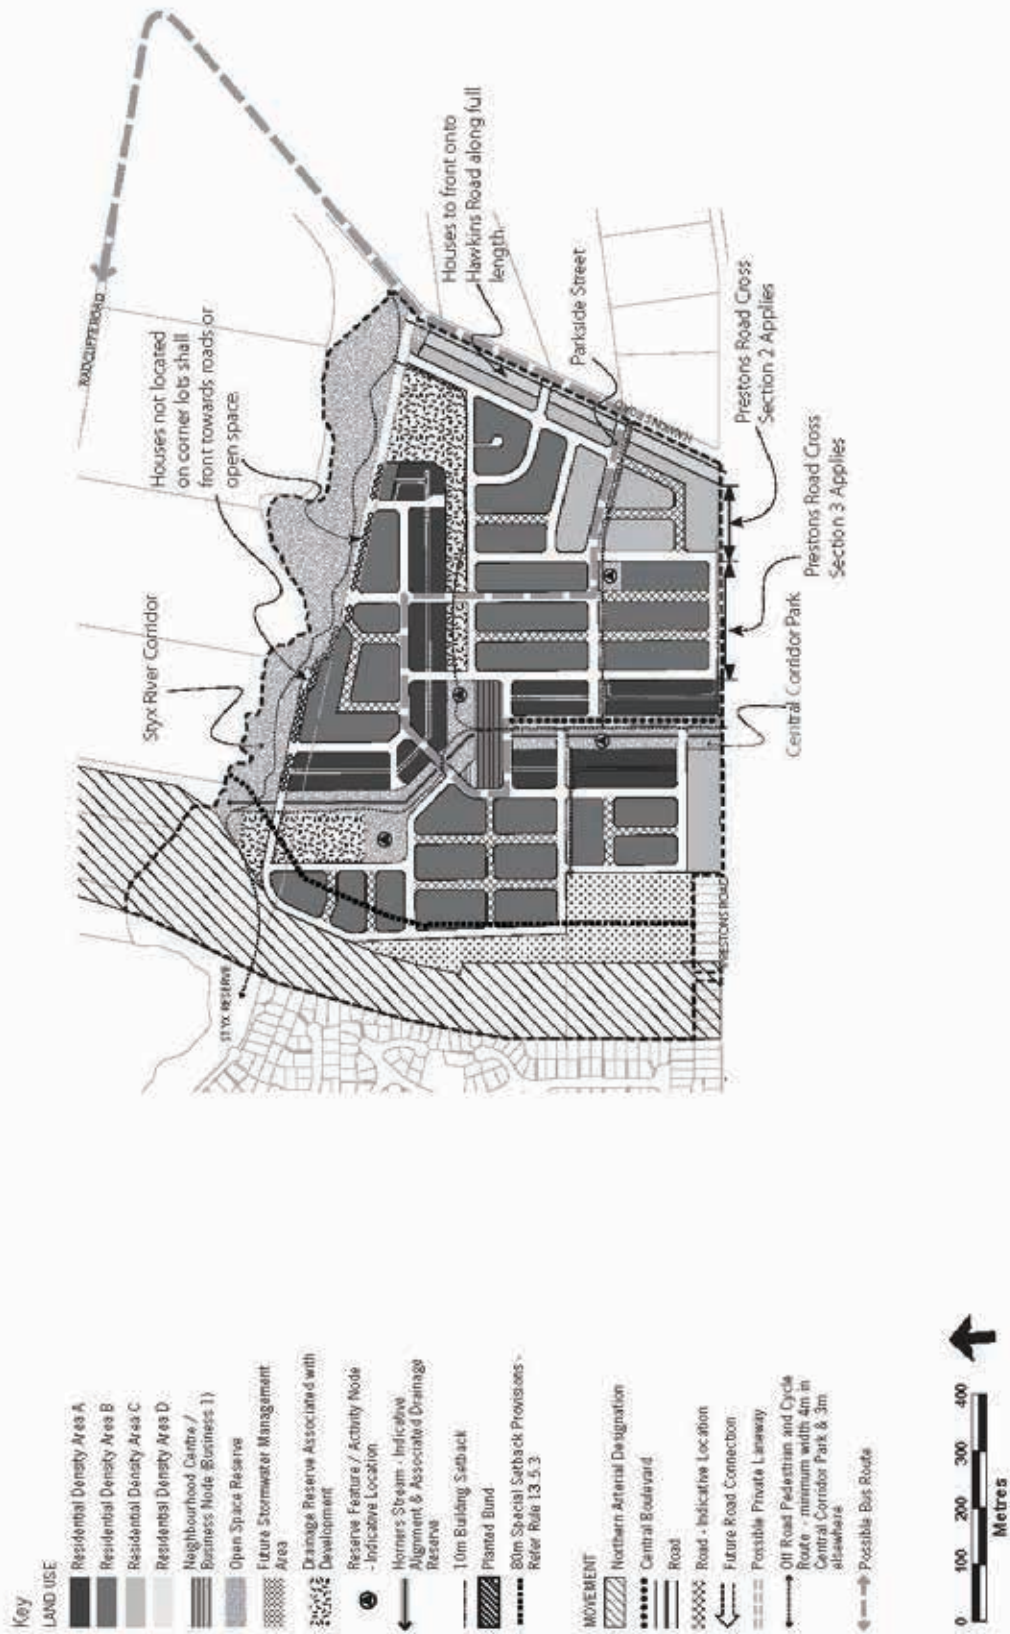 RADCLIFFE ROAD
Houses not located
on corner lots shall
front towards roads or
open space.
Styx River Corridor
Houses to front onto
Hawkins Road along full
length.
Parkside Street
HAWKINS ROAD
Prestons Road Cross
Section 2 Applies
Prestons Road Cross
Section 3 Applies
Central Corridor Park
STYX RESERVE
PRESTONS ROAD
Key
LAND USE
Residential Density Area A
Residential Density Area B
Residential Density Area C
Residential Density Area D
Neighbourhood Centre /
Business Node (Business 1)
Open Space Reserve
Future Stormwater Management
Area
Drainage Reserve Associated with
Development
Reserve Feature / Activity Node
- Indicative Location
Horners Stream - Indicative
Alignment & Associated Drainage
Reserve
10m Building Setback
Planted Bund
80m Special Setback Provisions -
Refer Rule 13.5.3
MOVEMENT
Northern Arterial Designation
Central Boulevard
Road
Road - Indicative Location
Future Road Connection
Possible Private Laneway
Off Road Pedestrian and Cycle
Route - minimum width 4m in
Central Corridor Park & 3m
elsewhere
Possible Bus Route
0 100 200 300 400
Metres